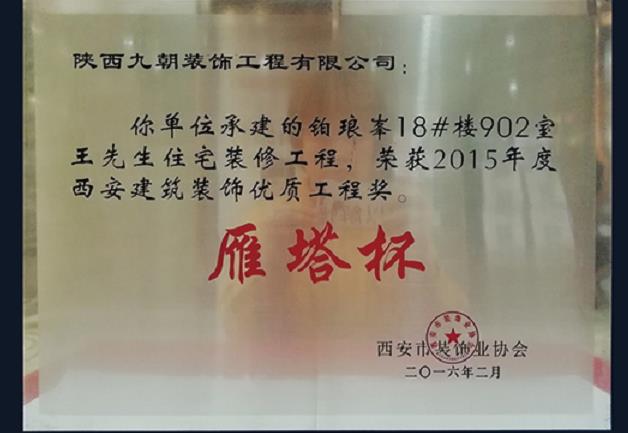 陕西九朝装饰工程有限公司：
你单位承建的铂琅峯18#楼902室
王先生住宅装修工程，荣获2015年度
西安建筑装饰优质工程奖。
雁塔杯
西安市装饰业协会
二〇一六年二月